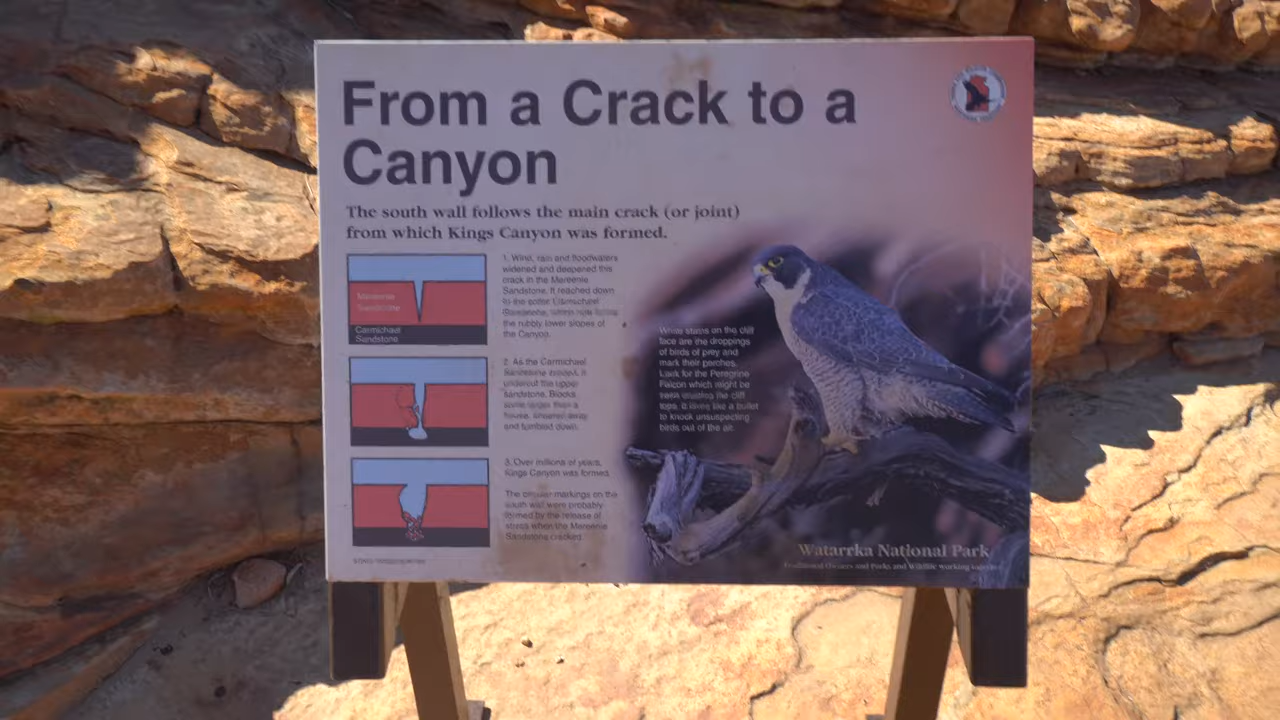 From a Crack to a
Canyon
The south wall follows the main crack (or joint)
from which Kings Canyon was formed.
Mereenie
Sandstone
Carmichael
Sandstone
1. Wind, rain and floodwaters
widened and deepened this
crack in the Mereenie
Sandstone. It reached down
to the softer Carmichael
Sandstone, which now forms
the rubbly lower slopes of
the Canyon.
2. As the Carmichael
Sandstone eroded, it
undercut the upper
sandstone. Blocks
some larger than a
house, sheared away
and tumbled down.
3. Over millions of years,
Kings Canyon was formed.
The circular markings on the
south wall were probably
formed by the release of
stress when the Mereenie
Sandstone cracked.
White stains on the cliff
face are the droppings
of birds of prey and
mark their perches.
Look for the Peregrine
Falcon which might be
seen cruising the cliff
tops. It dives like a bullet
to knock unsuspecting
birds out of the air.
Watarrka National Park
Traditional Owners and Parks and Wildlife working together